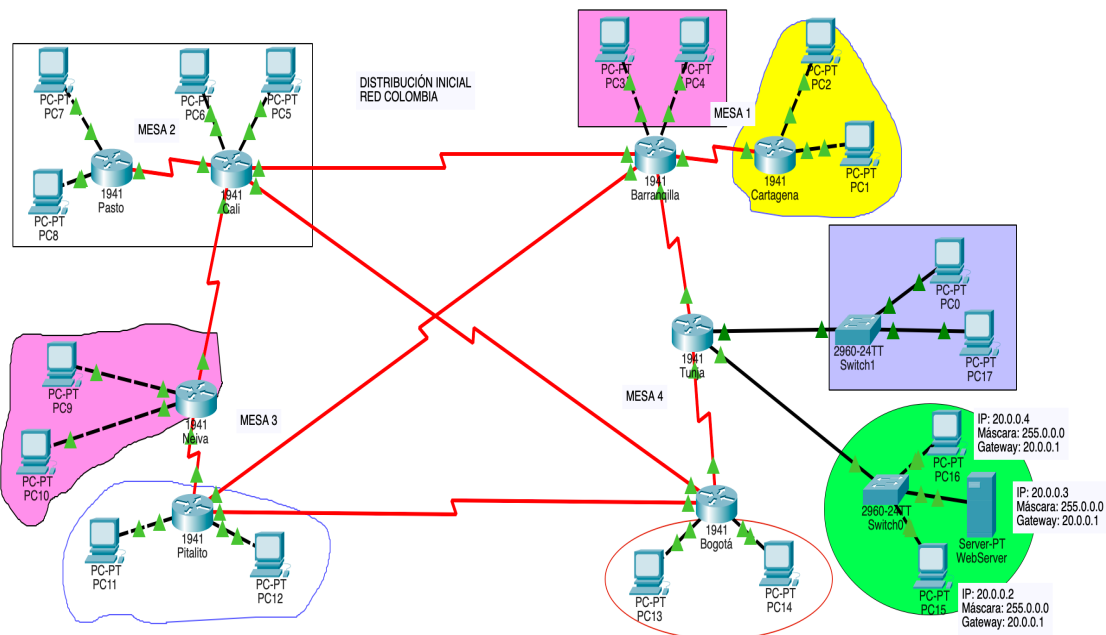 DISTRIBUCIÓN INICIAL
RED COLOMBIA
PC-PT
PC7
PC-PT
PC6
PC-PT
PC5
MESA 2
1941
Pasto
1941
Cali
PC-PT
PC8
PC-PT
PC3
PC-PT
PC4
MESA 1
PC-PT
PC2
1941
Barranqilla
1941
Cartagena
PC-PT
PC1
PC-PT
PC0
2960-24TT
Switch1
PC-PT
PC17
1941
Tunja
MESA 4
PC-PT
PC9
1941
Neiva
MESA 3
PC-PT
PC10
1941
Pitalito
PC-PT
PC11
PC-PT
PC12
1941
Bogotá
PC-PT
PC13
PC-PT
PC14
IP: 20.0.0.4
Máscara: 255.0.0.0
Gateway: 20.0.0.1
PC-PT
PC16
2960-24TT
Switch0
IP: 20.0.0.3
Máscara: 255.0.0.0
Gateway: 20.0.0.1
Server-PT
WebServer
PC-PT
PC15
IP: 20.0.0.2
Máscara: 255.0.0.0
Gateway: 20.0.0.1